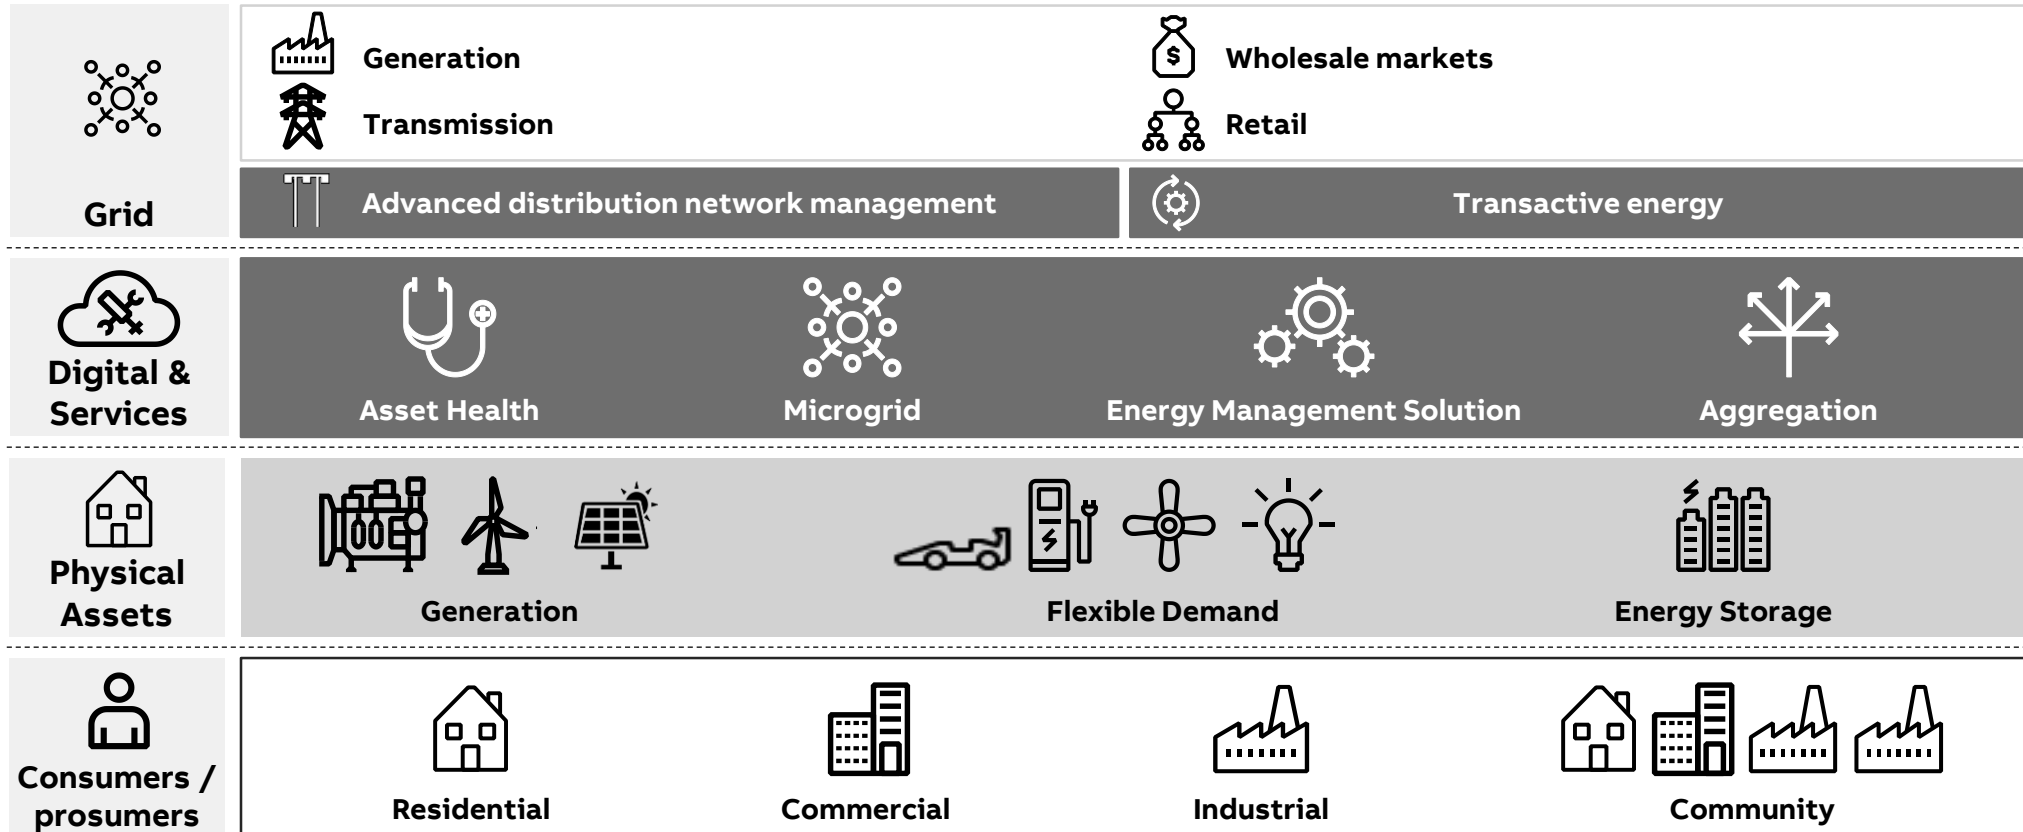 Grid
Generation
Transmission
Wholesale markets
Retail
$
Advanced distribution network management
Transactive energy
Digital &
Services
Asset Health
Microgrid
Energy Management Solution
Aggregation
Physical
Assets
Generation
Flexible Demand
Energy Storage
Consumers /
prosumers
Residential
Commercial
Industrial
Community